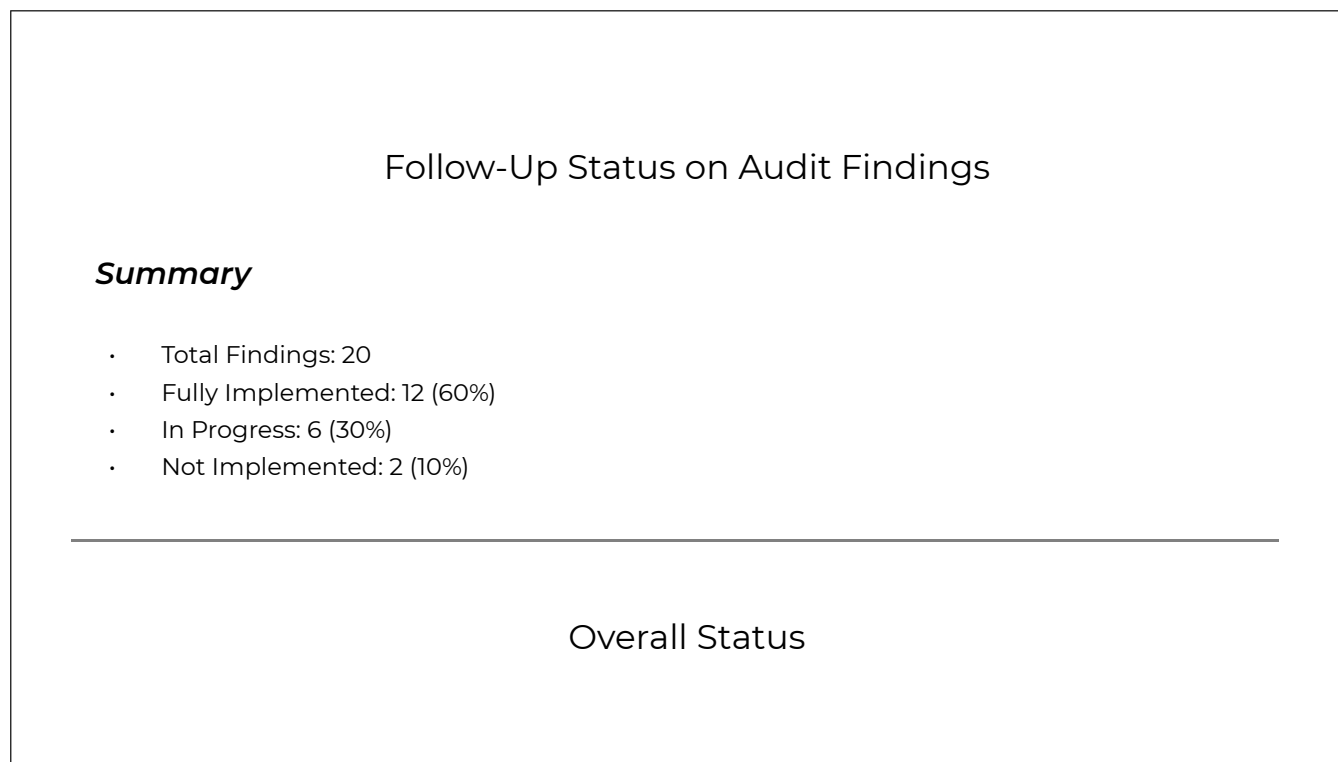 Follow-Up Status on Audit Findings
Summary
• Total Findings: 20
• Fully Implemented: 12 (60%)
• In Progress: 6 (30%)
• Not Implemented: 2 (10%)
Overall Status